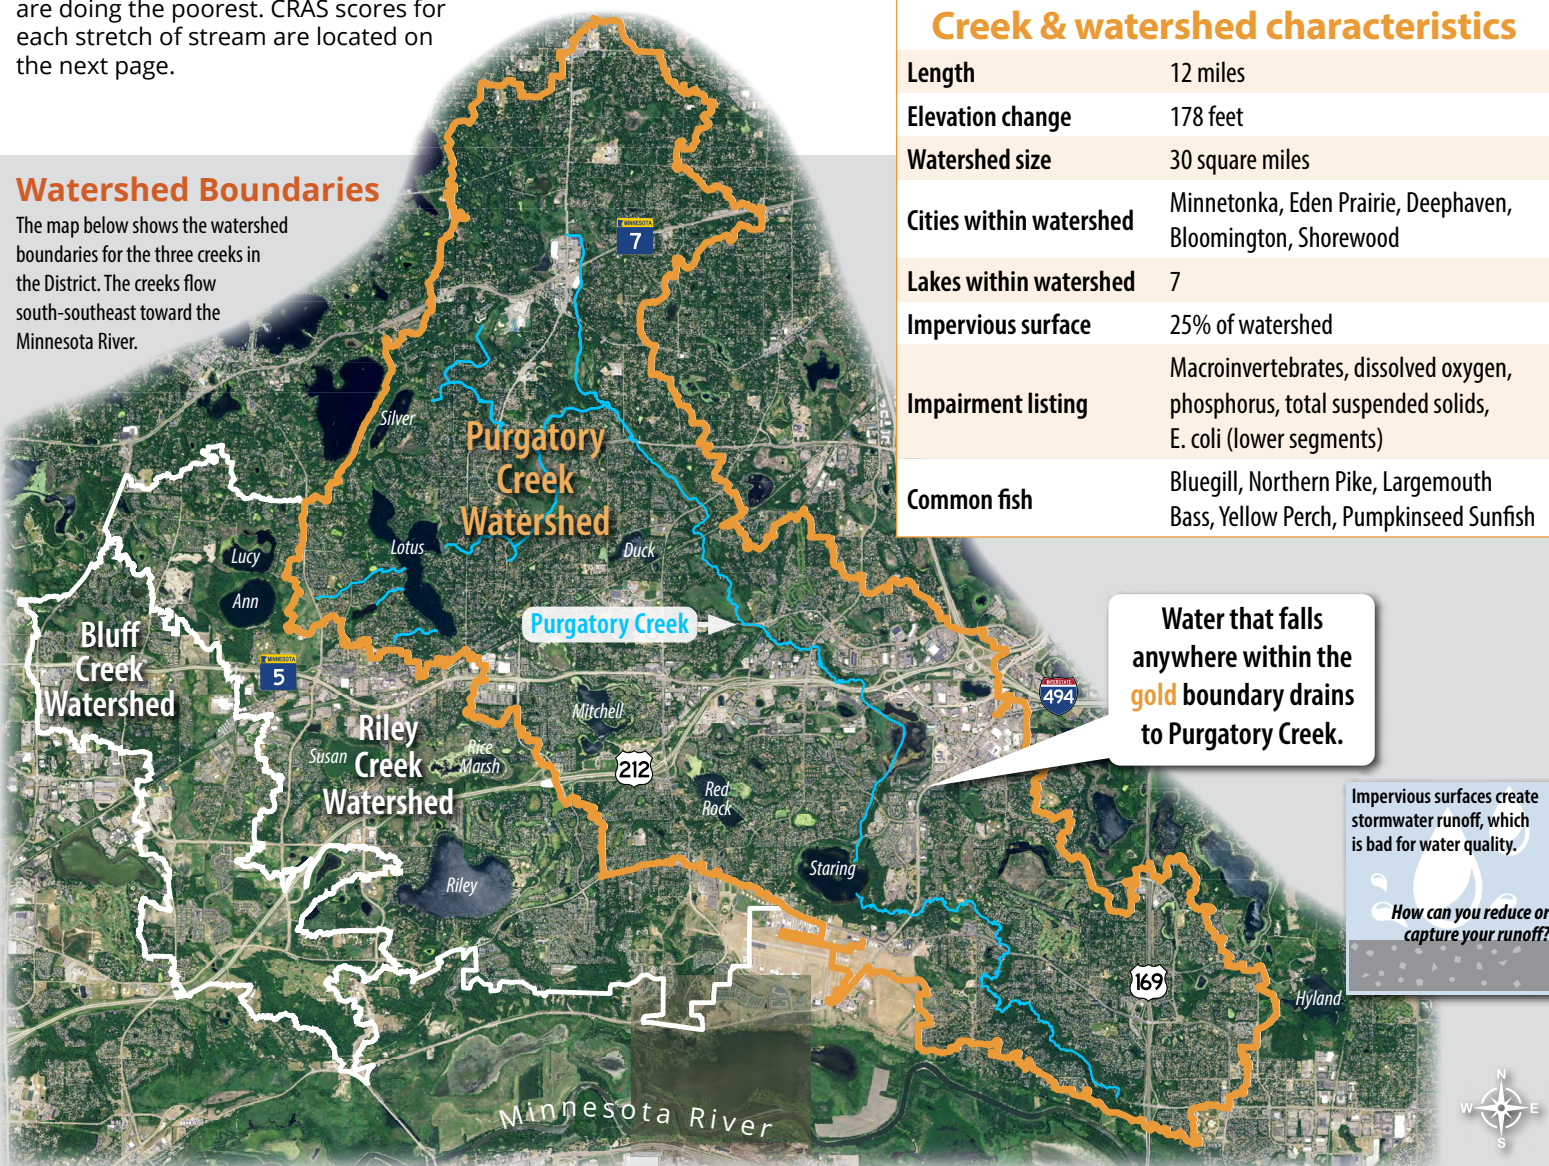 are doing the poorest. CRAS scores for
each stretch of stream are located on
the next page.
Watershed Boundaries
The map below shows the watershed
boundaries for the three creeks in
the District. The creeks flow
south-southeast toward the
Minnesota River.
Creek & watershed characteristics
Length 12 miles
Elevation change 178 feet
Watershed size 30 square miles
Cities within watershed Minnetonka, Eden Prairie, Deephaven,
Bloomington, Shorewood
Lakes within watershed 7
Impervious surface 25% of watershed
Impairment listing Macroinvertebrates, dissolved oxygen,
phosphorus, total suspended solids,
E. coli (lower segments)
Common fish Bluegill, Northern Pike, Largemouth
Bass, Yellow Perch, Pumpkinseed Sunfish
MINNESOTA
7
Silver
Purgatory
Creek
Watershed
Lotus
Duck
Lucy
Ann
Purgatory Creek
Bluff
Creek
Watershed
MINNESOTA
5
Riley
Creek
Watershed
Susan
Rice
Marsh
Mitchell
212
Red
Rock
INTERSTATE
494
Water that falls
anywhere within the
gold boundary drains
to Purgatory Creek.
Impervious surfaces create
stormwater runoff, which
is bad for water quality.
How can you reduce or
capture your runoff?
Riley
Staring
169
Hyland
Minnesota River
N
W E
S